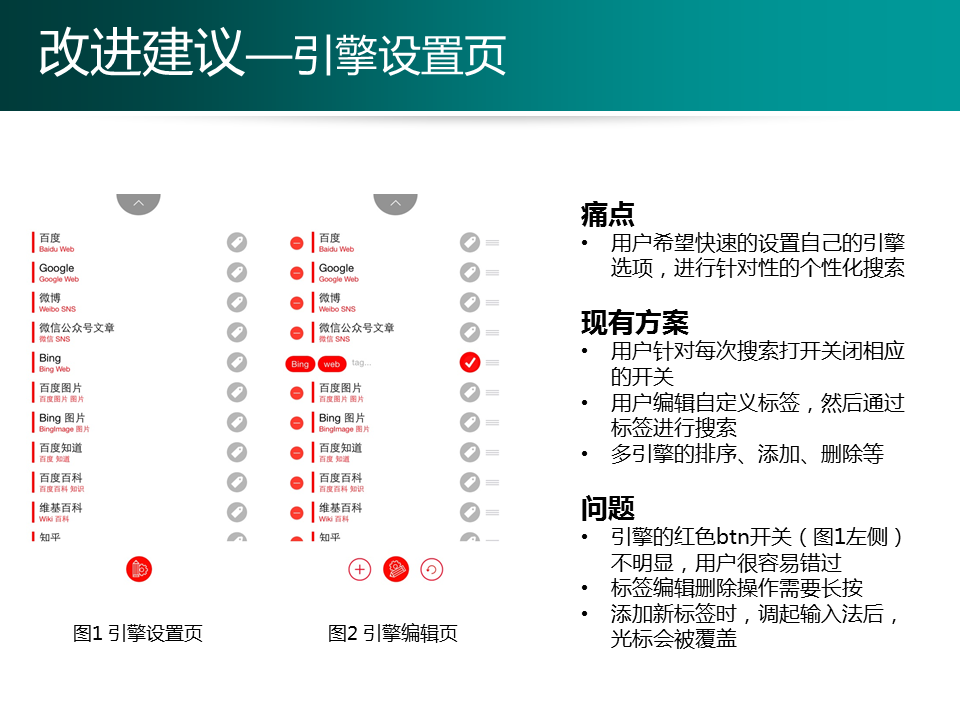 改进建议—引擎设置页
百度
Baidu Web
Google
Google Web
微博
Weibo SNS
微信公众号文章
微信 SNS
Bing
Bing Web
百度图片
百度图片 图片
Bing 图片
BingImage 图片
百度知道
百度 知道
百度百科
百度百科 知识
维基百科
Wiki 百科
知乎
图1 引擎设置页
百度
Baidu Web
Google
Google Web
微博
Weibo SNS
微信公众号文章
微信 SNS
Bing web tag...
百度图片
百度图片 图片
Bing 图片
BingImage 图片
百度知道
百度 知道
百度百科
百度百科 知识
维基百科
Wiki 百科
知乎
图2 引擎编辑页
痛点
• 用户希望快速的设置自己的引擎
选项，进行针对性的个性化搜索
现有方案
• 用户针对每次搜索打开关闭相应
的开关
• 用户编辑自定义标签，然后通过
标签进行搜索
• 多引擎的排序、添加、删除等
问题
• 引擎的红色btn开关（图1左侧）
不明显，用户很容易错过
• 标签编辑删除操作需要长按
• 添加新标签时，调起输入法后，
光标会被覆盖